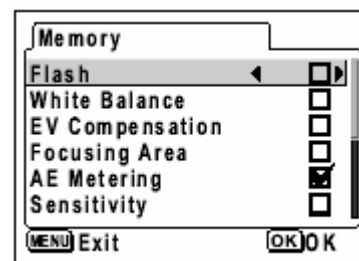 Memory
Flash
White Balance
EV Compensation
Focusing Area
AE Metering
Sensitivity
MENU Exit OK OK